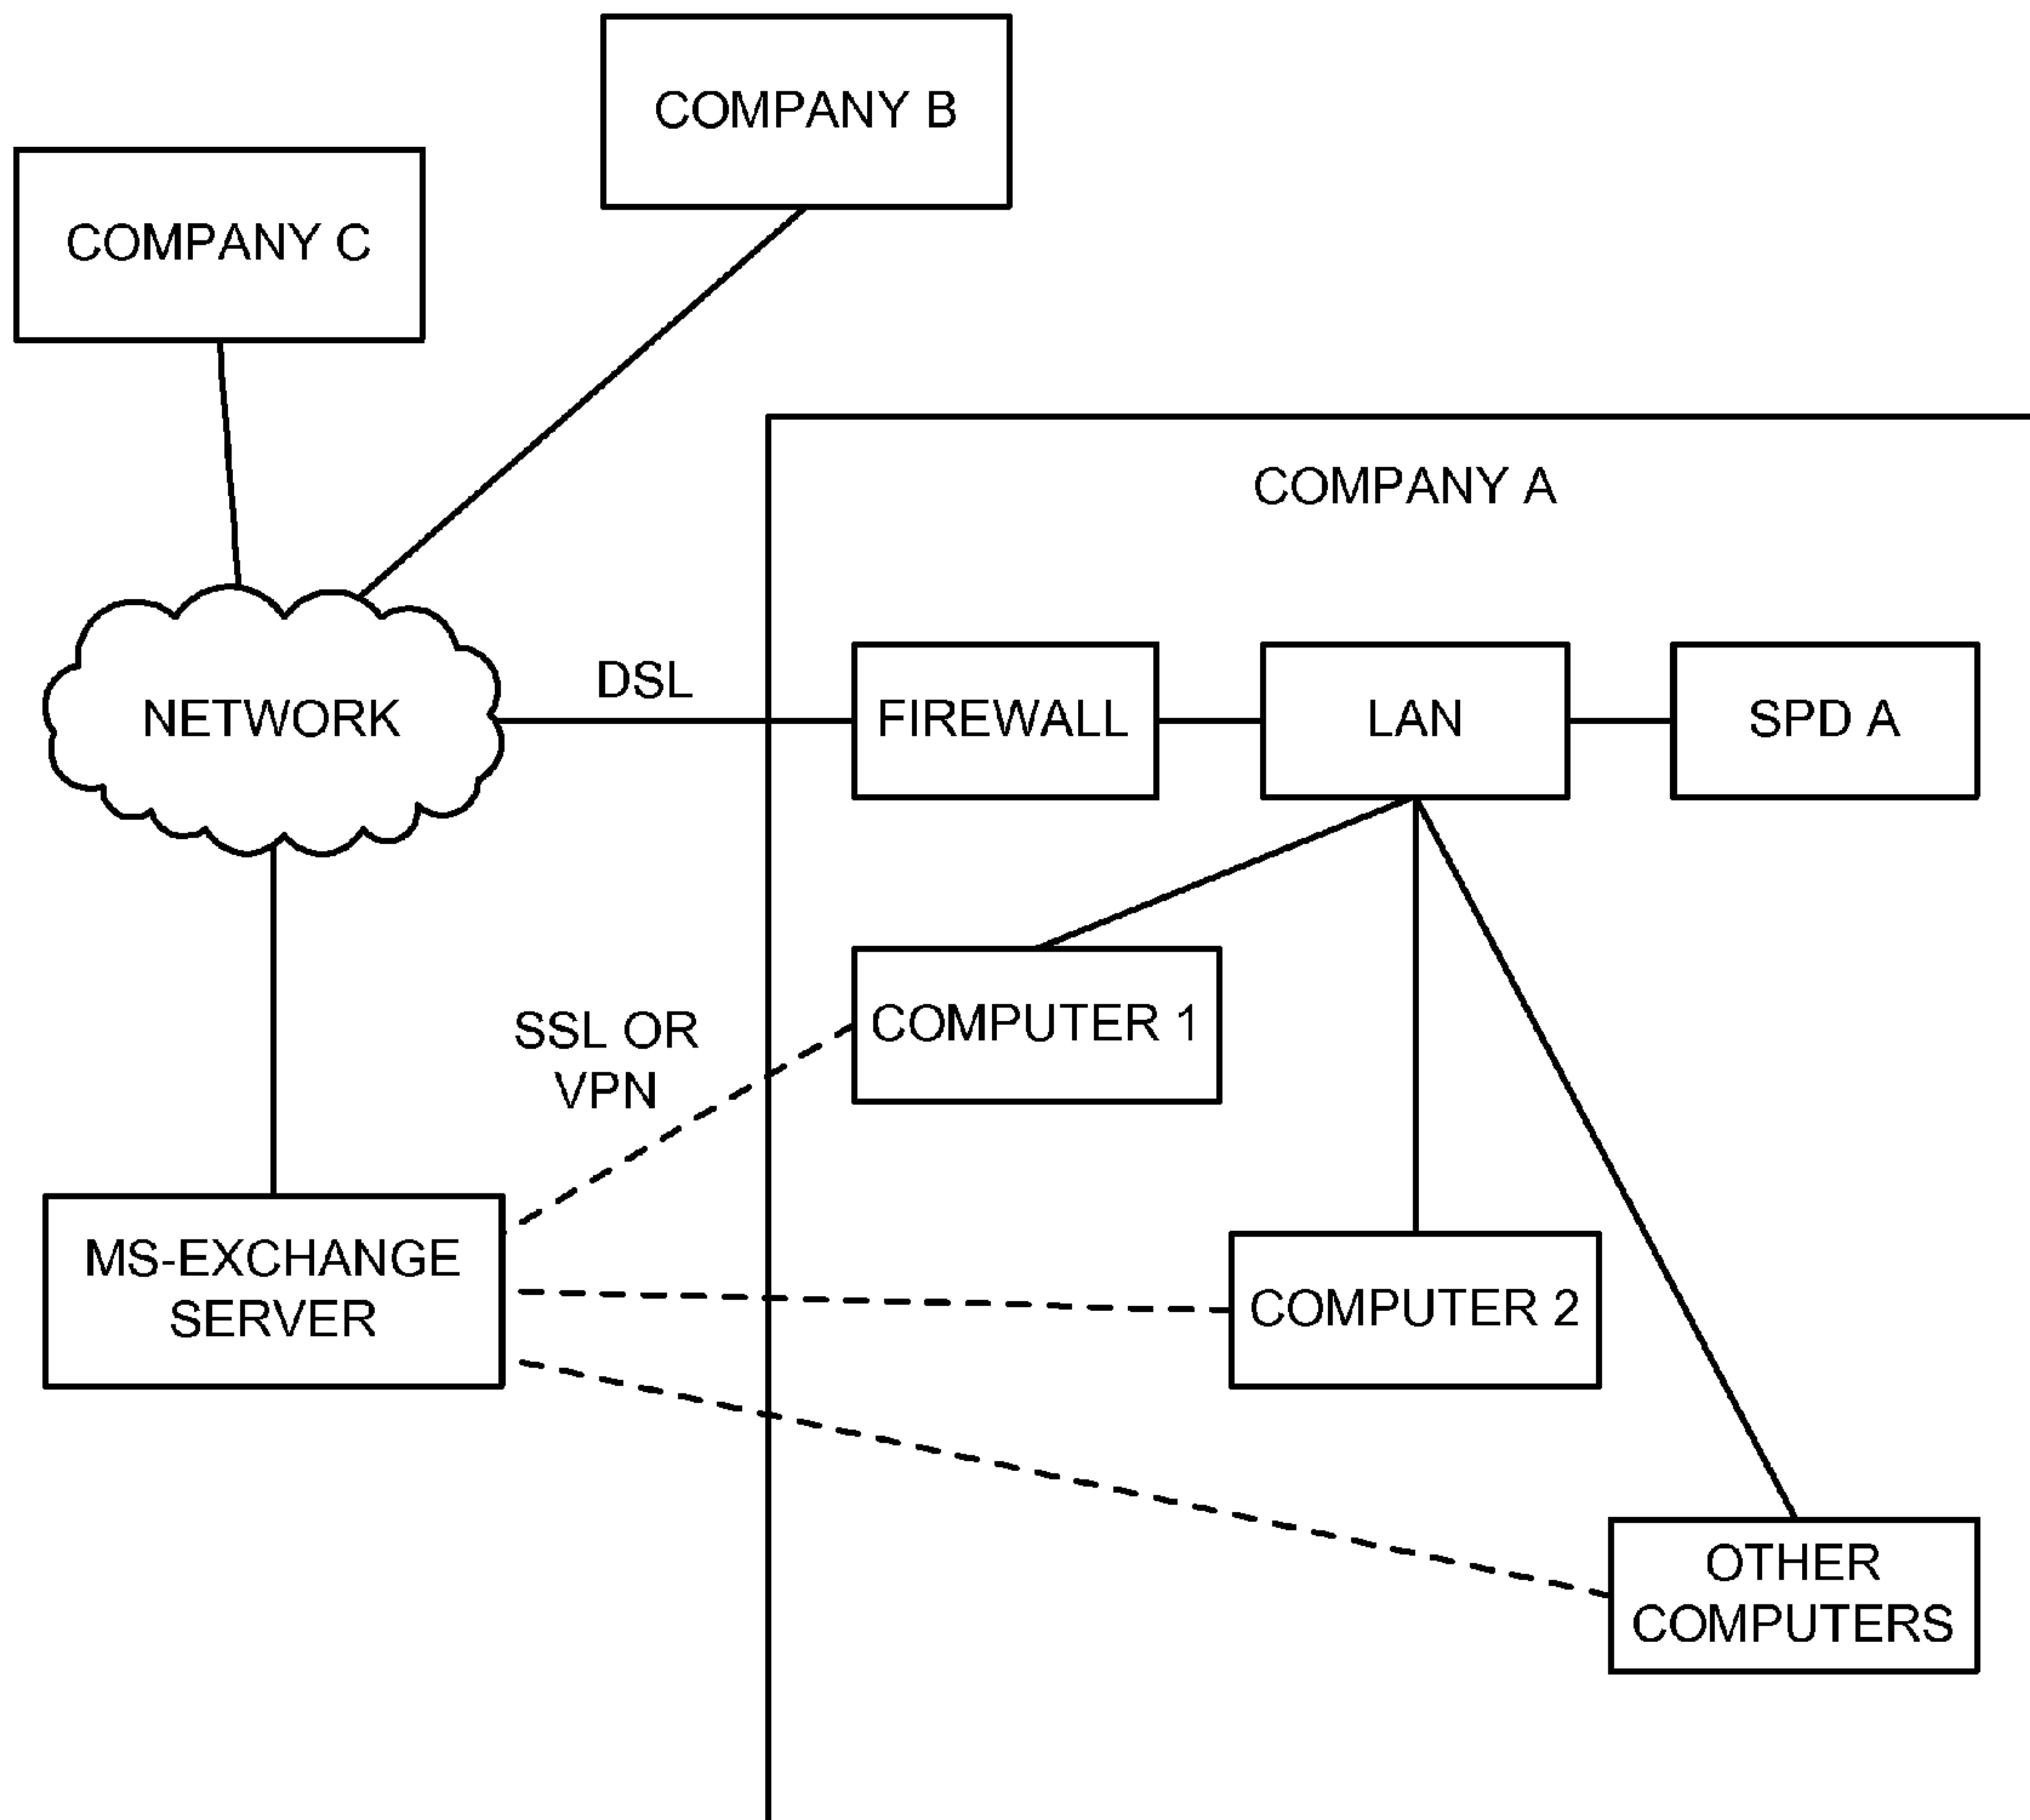 COMPANY B
COMPANY C
COMPANY A
DSL
NETWORK
FIREWALL
LAN
SPD A
COMPUTER 1
SSL OR
VPN
MS-EXCHANGE
SERVER
COMPUTER 2
OTHER
COMPUTERS